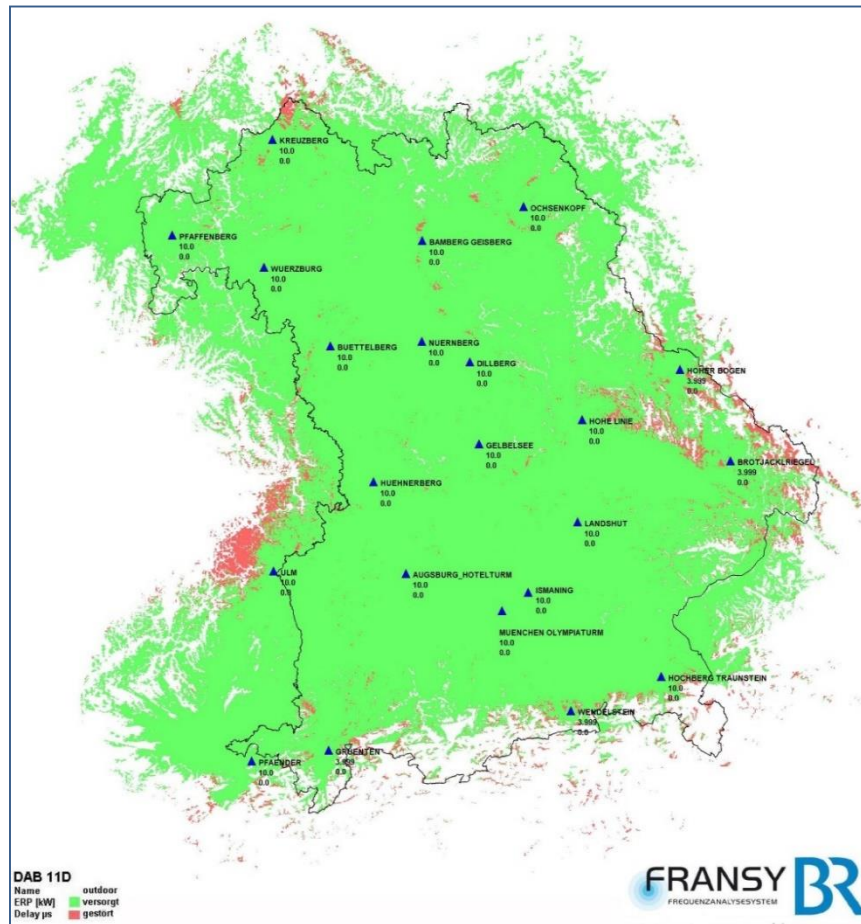 KREUZBERG
10.0
0.0
OCHSENKOPF
10.0
0.0
PFAFFENBERG
10.0
0.0
BAMBERG GEISBERG
10.0
0.0
WUERZBURG
10.0
0.0
BUETTELBERG
10.0
0.0
NUERNBERG
10.0
0.0
DILLBERG
10.0
0.0
HOHER BOGEN
3.999
0.0
HOHE LINIE
10.0
0.0
GELBELSEE
10.0
0.0
BROTJACKLRIEGEL
3.999
0.0
HUEHNERBERG
10.0
0.0
LANDSHUT
10.0
0.0
ULM
10.0
0.0
AUGSBURG_HOTELTURM
10.0
0.0
ISMANING
10.0
0.0
MUENCHEN OLYMPIATURM
10.0
0.0
HOCHBERG TRAUNSTEIN
10.0
0.0
WENDELSTEIN
3.999
0.0
GRUENTEN
3.999
0.0
PFAENDER
10.0
0.0
DAB 11D
Name outdoor
ERP [kW] versorgt
Delay µs gestört
FRANSY
FREQUENZANALYSESYSTEM
BR